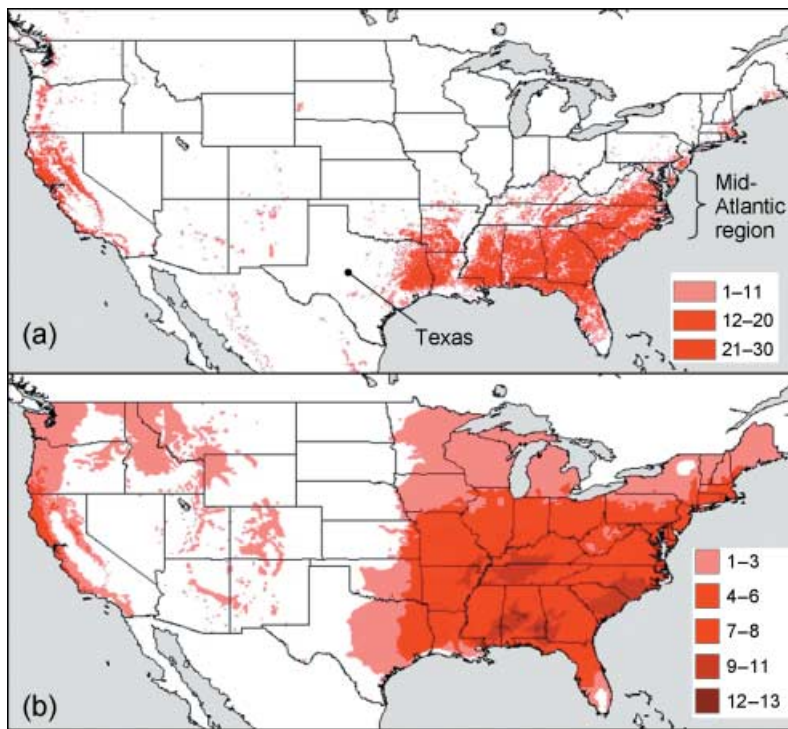 Mid-
Atlantic
region
1–11
12–20
21–30
Texas
(a)
1–3
4–6
7–8
9–11
12–13
(b)